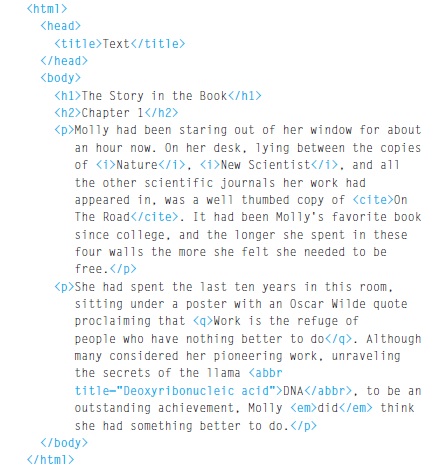 <html>
<head>
<title>Text</title>
</head>
<body>
<h1>The Story in the Book</h1>
<h2>Chapter 1</h2>
<p>Molly had been staring out of her window for about
an hour now. On her desk, lying between the copies
of <i>Nature</i>, <i>New Scientist</i>, and all
the other scientific journals her work had
appeared in, was a well thumbed copy of <cite>On
The Road</cite>. It had been Molly's favorite book
since college, and the longer she spent in these
four walls the more she felt she needed to be
free.</p>
<p>She had spent the last ten years in this room,
sitting under a poster with an Oscar Wilde quote
proclaiming that <q>Work is the refuge of
people who have nothing better to do</q>. Although
many considered her pioneering work, unraveling
the secrets of the llama <abbr
title="Deoxyribonucleic acid">DNA</abbr>, to be an
outstanding achievement, Molly <em>did</em> think
she had something better to do.</p>
</body>
</html>